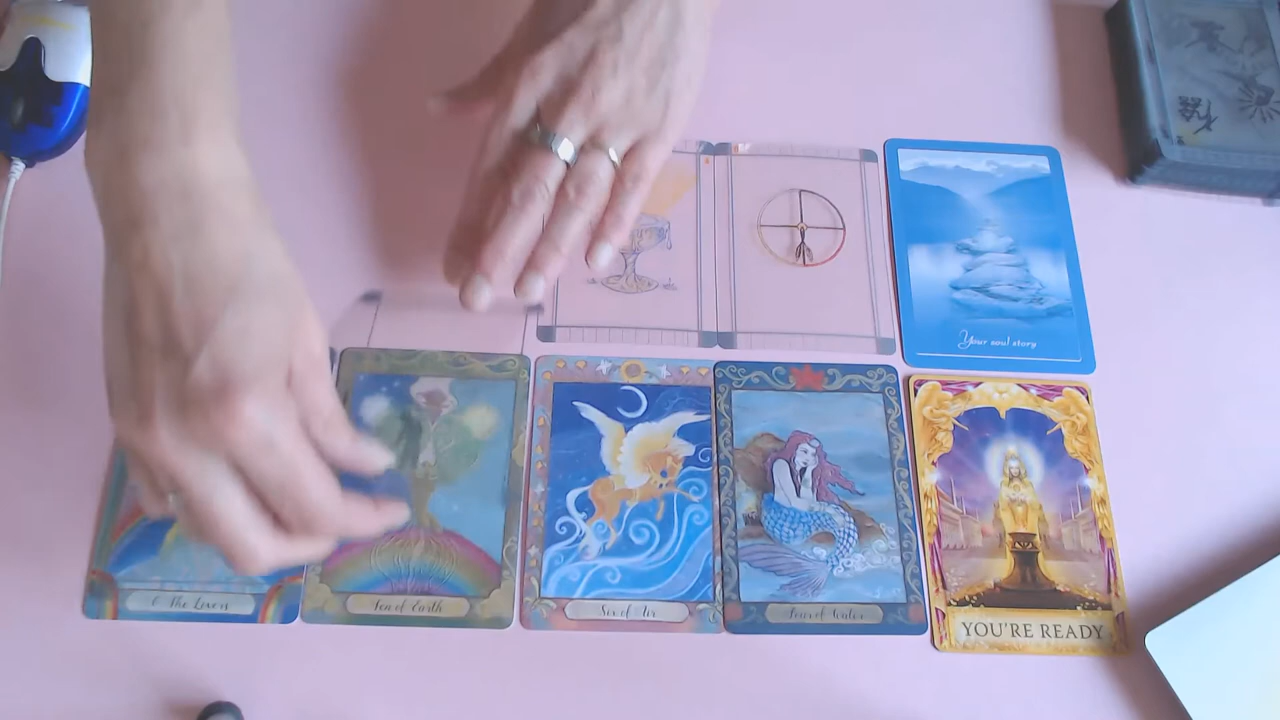 Your soul story
6 The Lovers
Ten of Earth
Six of Air
Four of Water
YOU'RE READY